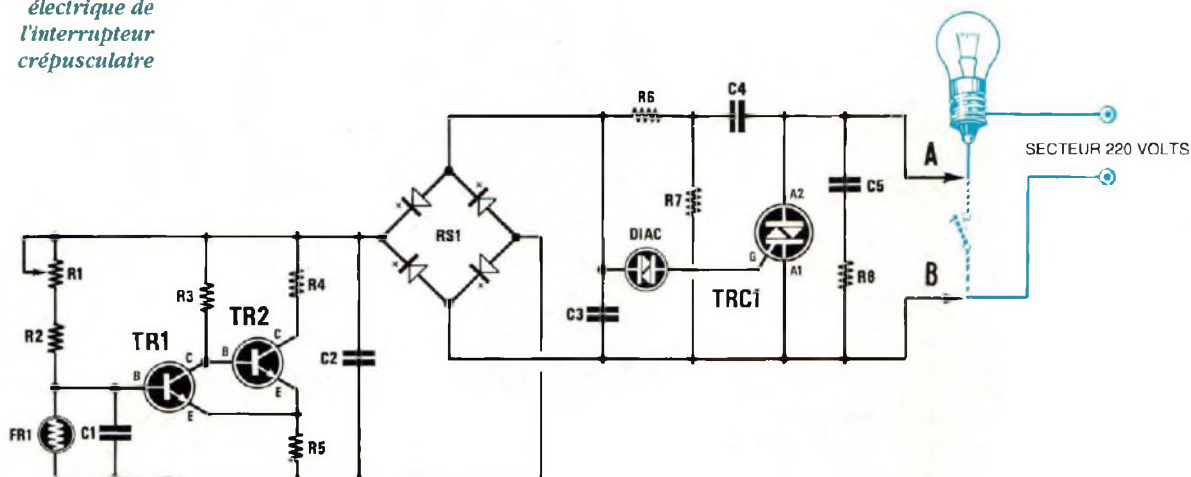 électrique de
l'interrupteur
crépusculaire
R6
C4
A
SECTEUR 220 VOLTS
R7
A2
C5
DIAC
G
A1
TRC1
R8
B
C3
RS1
R1
R3
R4
R2
TR1
TR2
C
B
E
C
B
E
C2
FR1
C1
R5